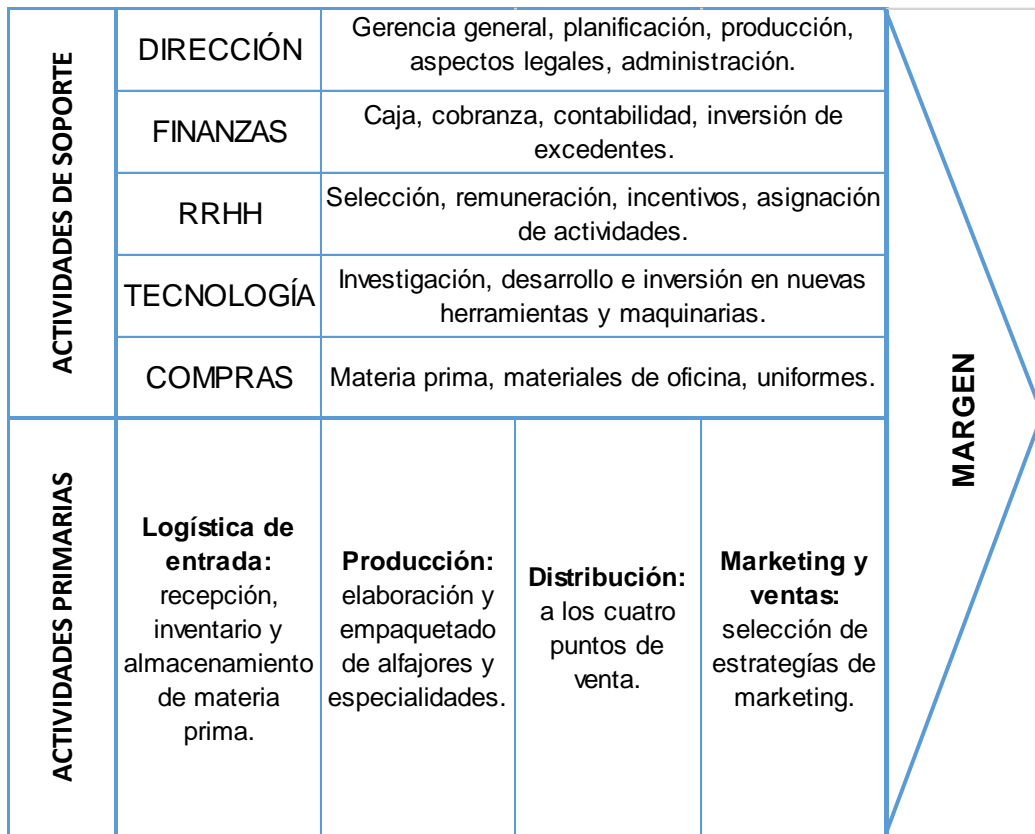 ACTIVIDADES DE SOPORTE
DIRECCIÓN
Gerencia general, planificación, producción,
aspectos legales, administración.
FINANZAS
Caja, cobranza, contabilidad, inversión de
excedentes.
RRHH
Selección, remuneración, incentivos, asignación
de actividades.
TECNOLOGÍA
Investigación, desarrollo e inversión en nuevas
herramientas y maquinarias.
COMPRAS
Materia prima, materiales de oficina, uniformes.
ACTIVIDADES PRIMARIAS
Logística de
entrada:
recepción,
inventario y
almacenamiento
de materia
prima.
Producción:
elaboración y
empaquetado
de alfajores y
especialidades.
Distribución:
a los cuatro
puntos de
venta.
Marketing y
ventas:
selección de
estrategías de
marketing.
MARGEN